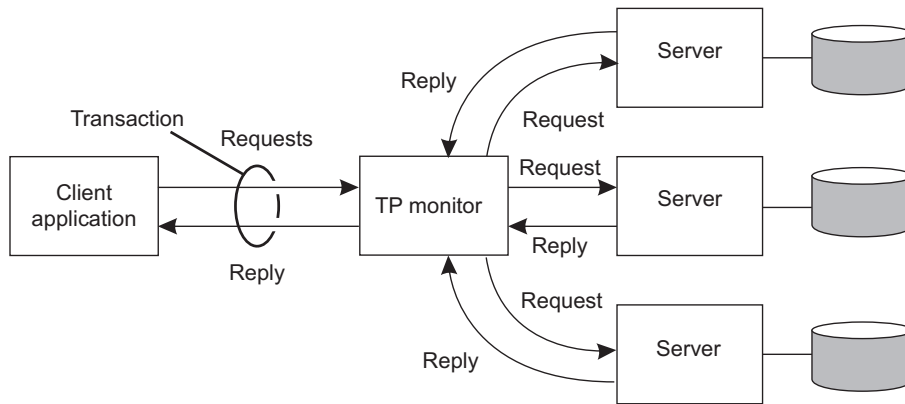 Server
Reply
Request
Transaction
Requests
Client
application
TP monitor
Request
Reply
Server
Reply
Request
Reply
Server